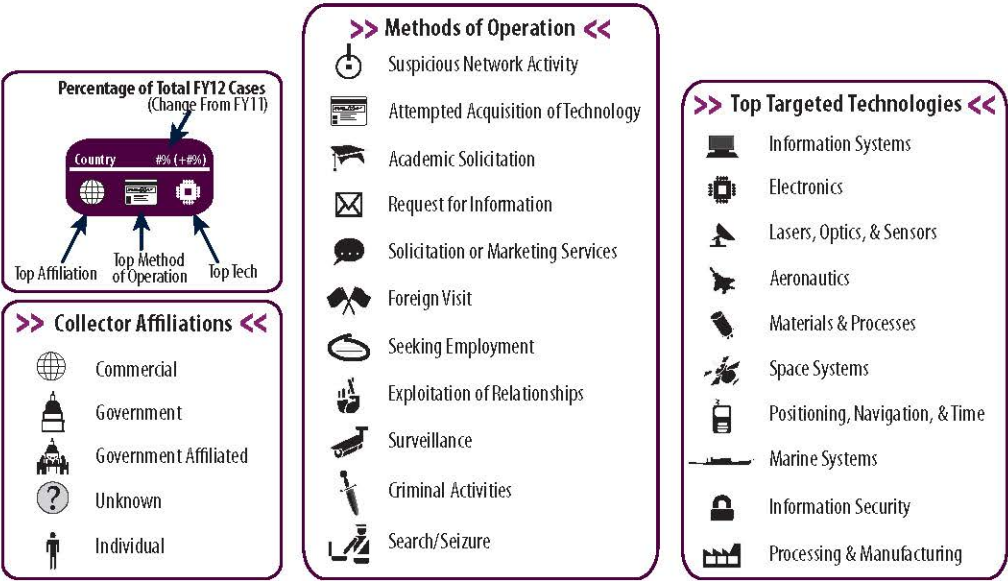 Percentage of Total FY12 Cases
(Change From FY11)
Country #% (+#%)
Top Affiliation
Top Method
of Operation
Top Tech
>> Collector Affiliations <<
Commercial
Government
Government Affiliated
?
Unknown
Individual
>> Methods of Operation <<
Suspicious Network Activity
Attempted Acquisition of Technology
Academic Solicitation
Request for Information
Solicitation or Marketing Services
Foreign Visit
Seeking Employment
Exploitation of Relationships
Surveillance
Criminal Activities
Search/Seizure
>> Top Targeted Technologies <<
Information Systems
Electronics
Lasers, Optics, & Sensors
Aeronautics
Materials & Processes
Space Systems
Positioning, Navigation, & Time
Marine Systems
Information Security
Processing & Manufacturing